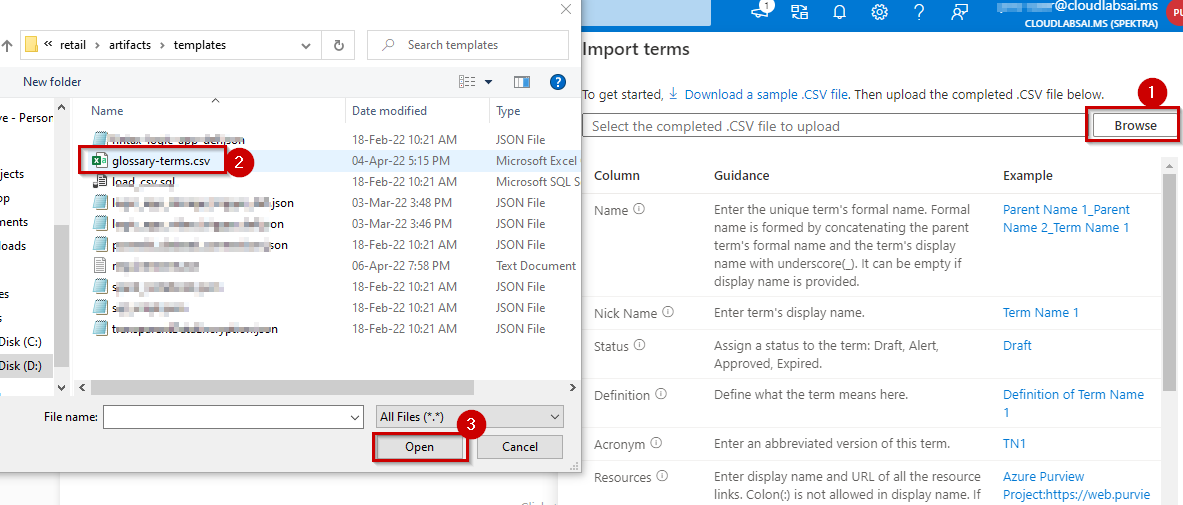 « retail › artifacts › templates
Search templates
New folder
Name Date modified Type
18-Feb-22 10:21 AM JSON File
glossary-terms.csv 04-Apr-22 5:15 PM Microsoft Excel
2
load_csv.sql 18-Feb-22 10:21 AM Microsoft SQL S
.json 03-Mar-22 3:48 PM JSON File
.json 03-Mar-22 3:46 PM JSON File
.json 18-Feb-22 10:21 AM JSON File
06-Apr-22 7:58 PM Text Document
18-Feb-22 10:21 AM JSON File
18-Feb-22 10:21 AM JSON File
transparentDataEncryption.json 18-Feb-22 10:21 AM JSON File
ve - Person
ojects
op
uments
loads
es
s
Disk (C:)
Disk (D:)
File name:
All Files (*.*)
3
Open
Cancel
1
@cloudlabsai.ms
CLOUDLABSAI.MS (SPEKTRA)
PL
Import terms
To get started, Download a sample .CSV file. Then upload the completed .CSV file below.
1
Select the completed .CSV file to upload
Browse
Column Guidance Example
Name Enter the unique term's formal name. Formal
name is formed by concatenating the parent
term's formal name and the term's display
name with underscore(_). It can be empty if
display name is provided.
Parent Name 1_Parent
Name 2_Term Name 1
Nick Name Enter term's display name. Term Name 1
Status Assign a status to the term: Draft, Alert,
Approved, Expired.
Draft
Definition Define what the term means here.
Definition of Term Name
1
Acronym Enter an abbreviated version of this term. TN1
Resources Enter display name and URL of all the resource
links. Colon(:) is not allowed in display name. If
Azure Purview
Project:https://web.purvie